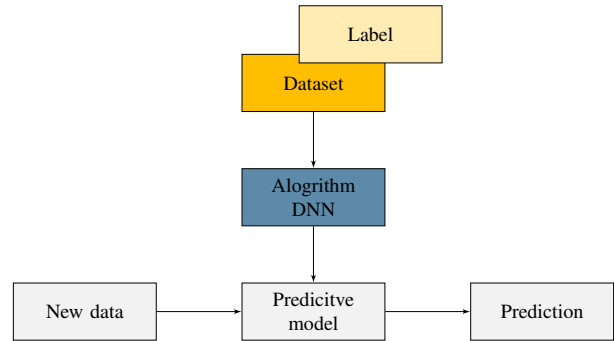 Label
Dataset
Alogrithm
DNN
New data
Predicitve
model
Prediction